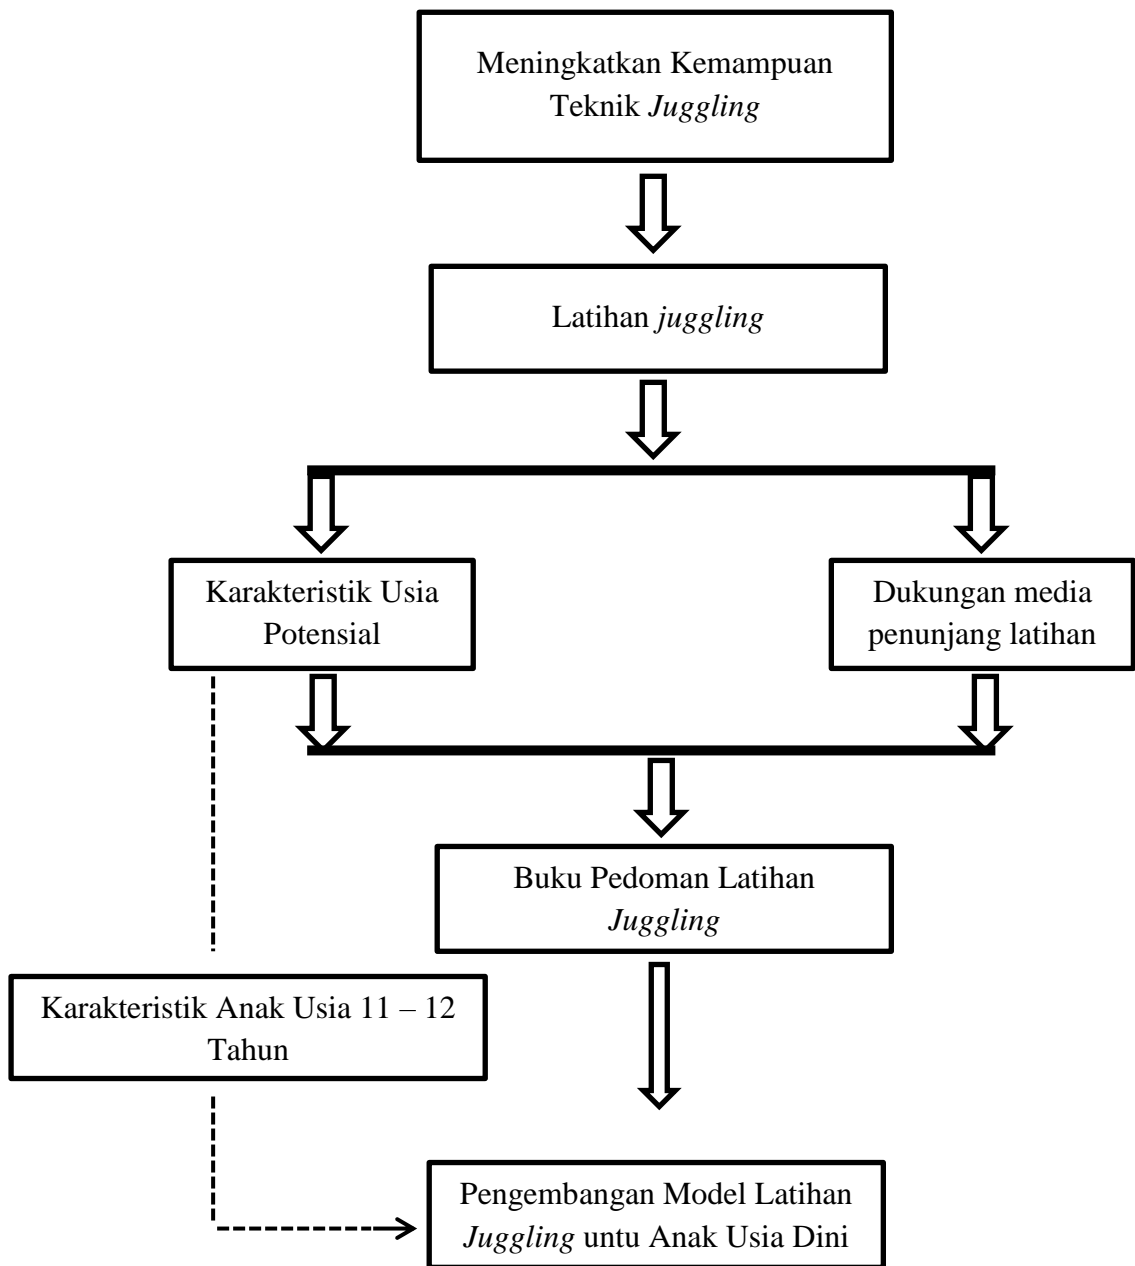 Meningkatkan Kemampuan
Teknik Juggling
Latihan juggling
Karakteristik Usia
Potensial
Dukungan media
penunjang latihan
Buku Pedoman Latihan
Juggling
Karakteristik Anak Usia 11 – 12
Tahun
Pengembangan Model Latihan
Juggling untu Anak Usia Dini